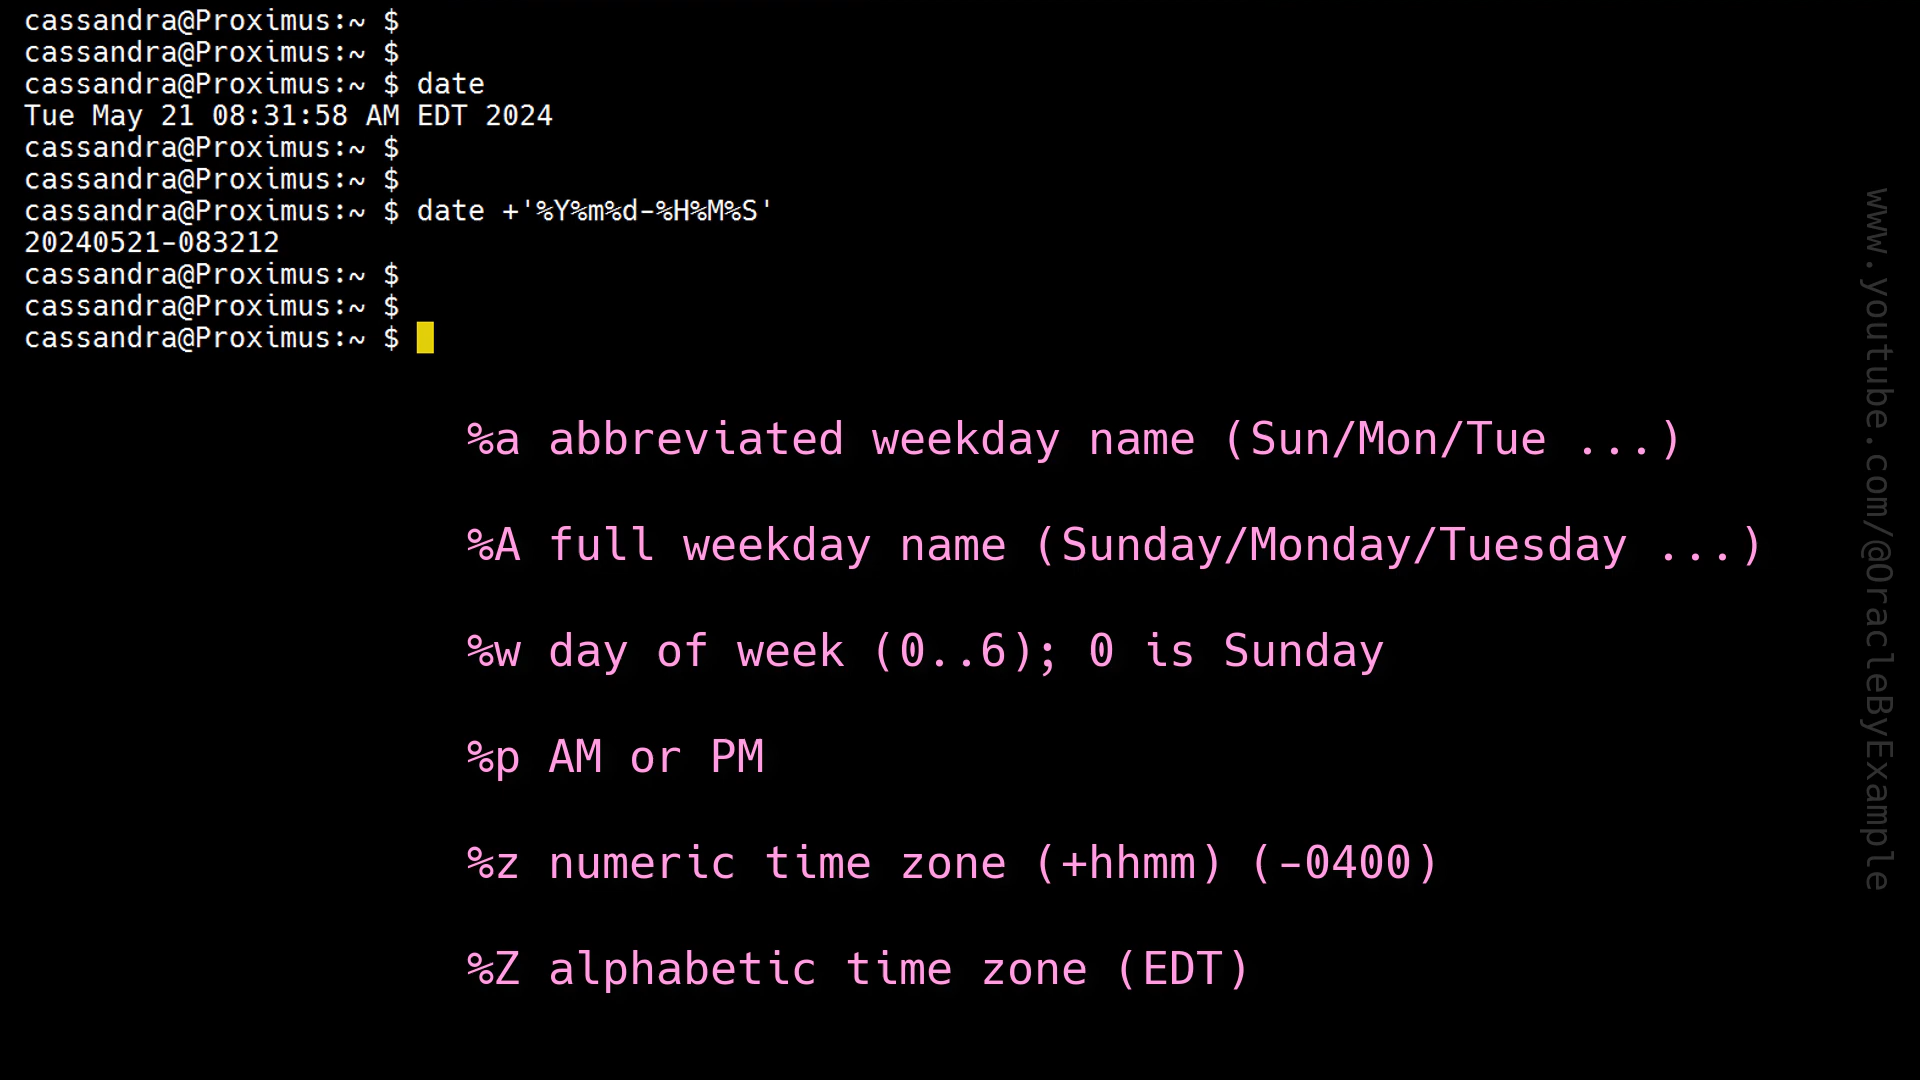 cassandra@Proximus:~ $
cassandra@Proximus:~ $
cassandra@Proximus:~ $ date
Tue May 21 08:31:58 AM EDT 2024
cassandra@Proximus:~ $
cassandra@Proximus:~ $
cassandra@Proximus:~ $ date +'%Y%m%d-%H%M%S'
20240521-083212
cassandra@Proximus:~ $
cassandra@Proximus:~ $
cassandra@Proximus:~ $
%a abbreviated weekday name (Sun/Mon/Tue ...)
%A full weekday name (Sunday/Monday/Tuesday ...)
%w day of week (0..6); 0 is Sunday
%p AM or PM
%z numeric time zone (+hhmm) (-0400)
%Z alphabetic time zone (EDT)
www.youtube.com/@OracleByExample